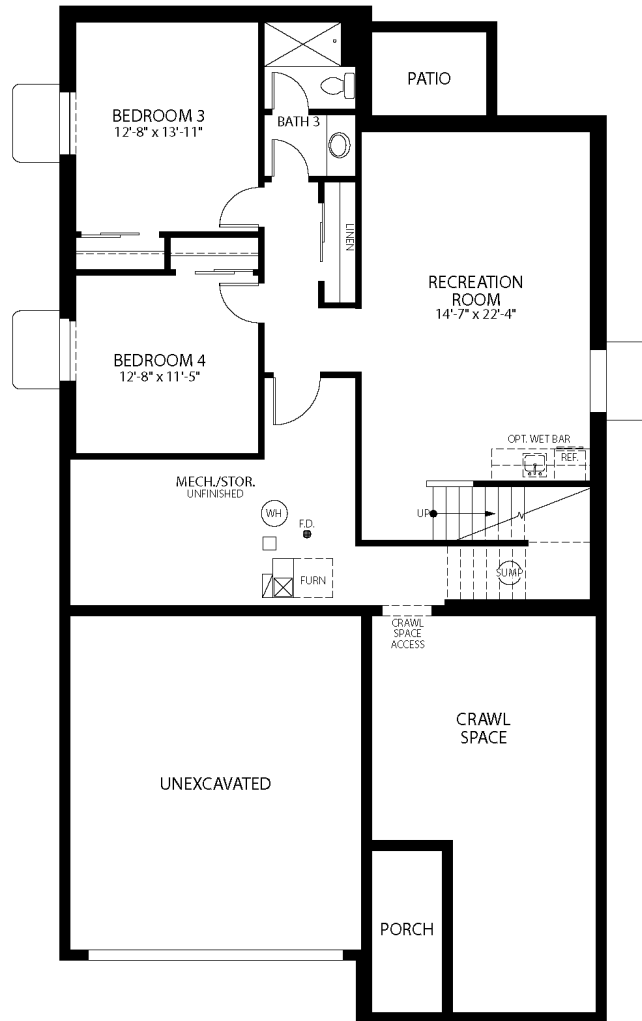 PATIO
BEDROOM 3
12'-8" x 13'-11"
BATH 3
LINEN
RECREATION
ROOM
14'-7" x 22'-4"
BEDROOM 4
12'-8" x 11'-5"
OPT. WET BAR
REF.
MECH./STOR.
UNFINISHED
WH
F.D.
UP
FURN
SUMP
CRAWL
SPACE
ACCESS
CRAWL
SPACE
UNEXCAVATED
PORCH